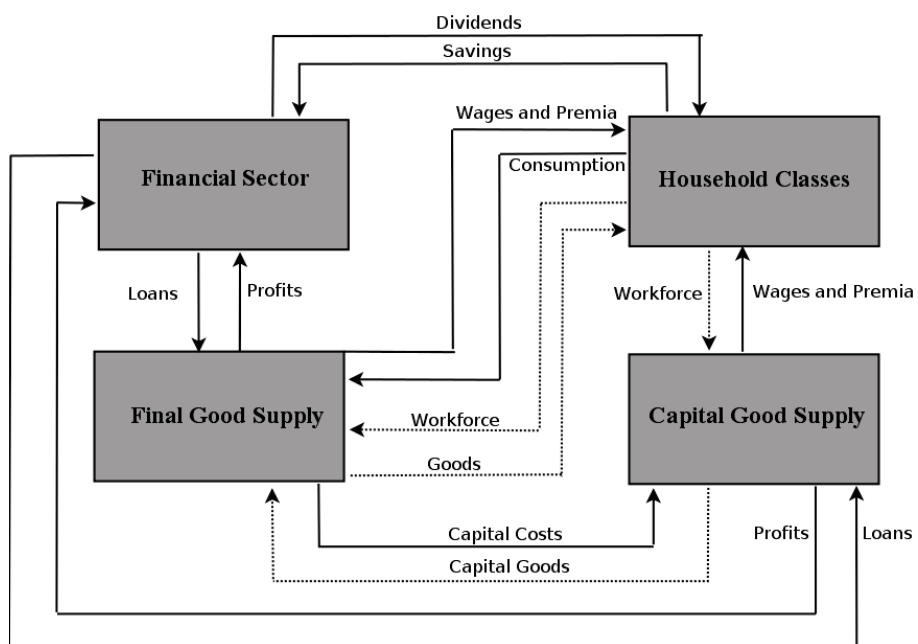 Dividends
Savings
Wages and Premia
Financial Sector
Consumption
Household Classes
Loans
Profits
Workforce
Wages and Premia
Final Good Supply
Workforce
Capital Good Supply
Goods
Capital Costs
Profits
Loans
Capital Goods